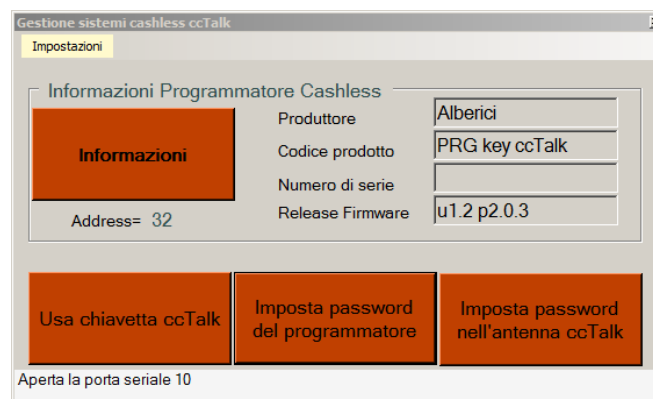 Gestione sistemi cashless ccTalk
Impostazioni
Informazioni Programmatore Cashless
Informazioni
Produttore Alberici
Codice prodotto PRG key ccTalk
Numero di serie
Address= 32
Release Firmware u1.2 p2.0.3
Usa chiavetta ccTalk
Imposta password
del programmatore
Imposta password
nell'antenna ccTalk
Aperta la porta seriale 10